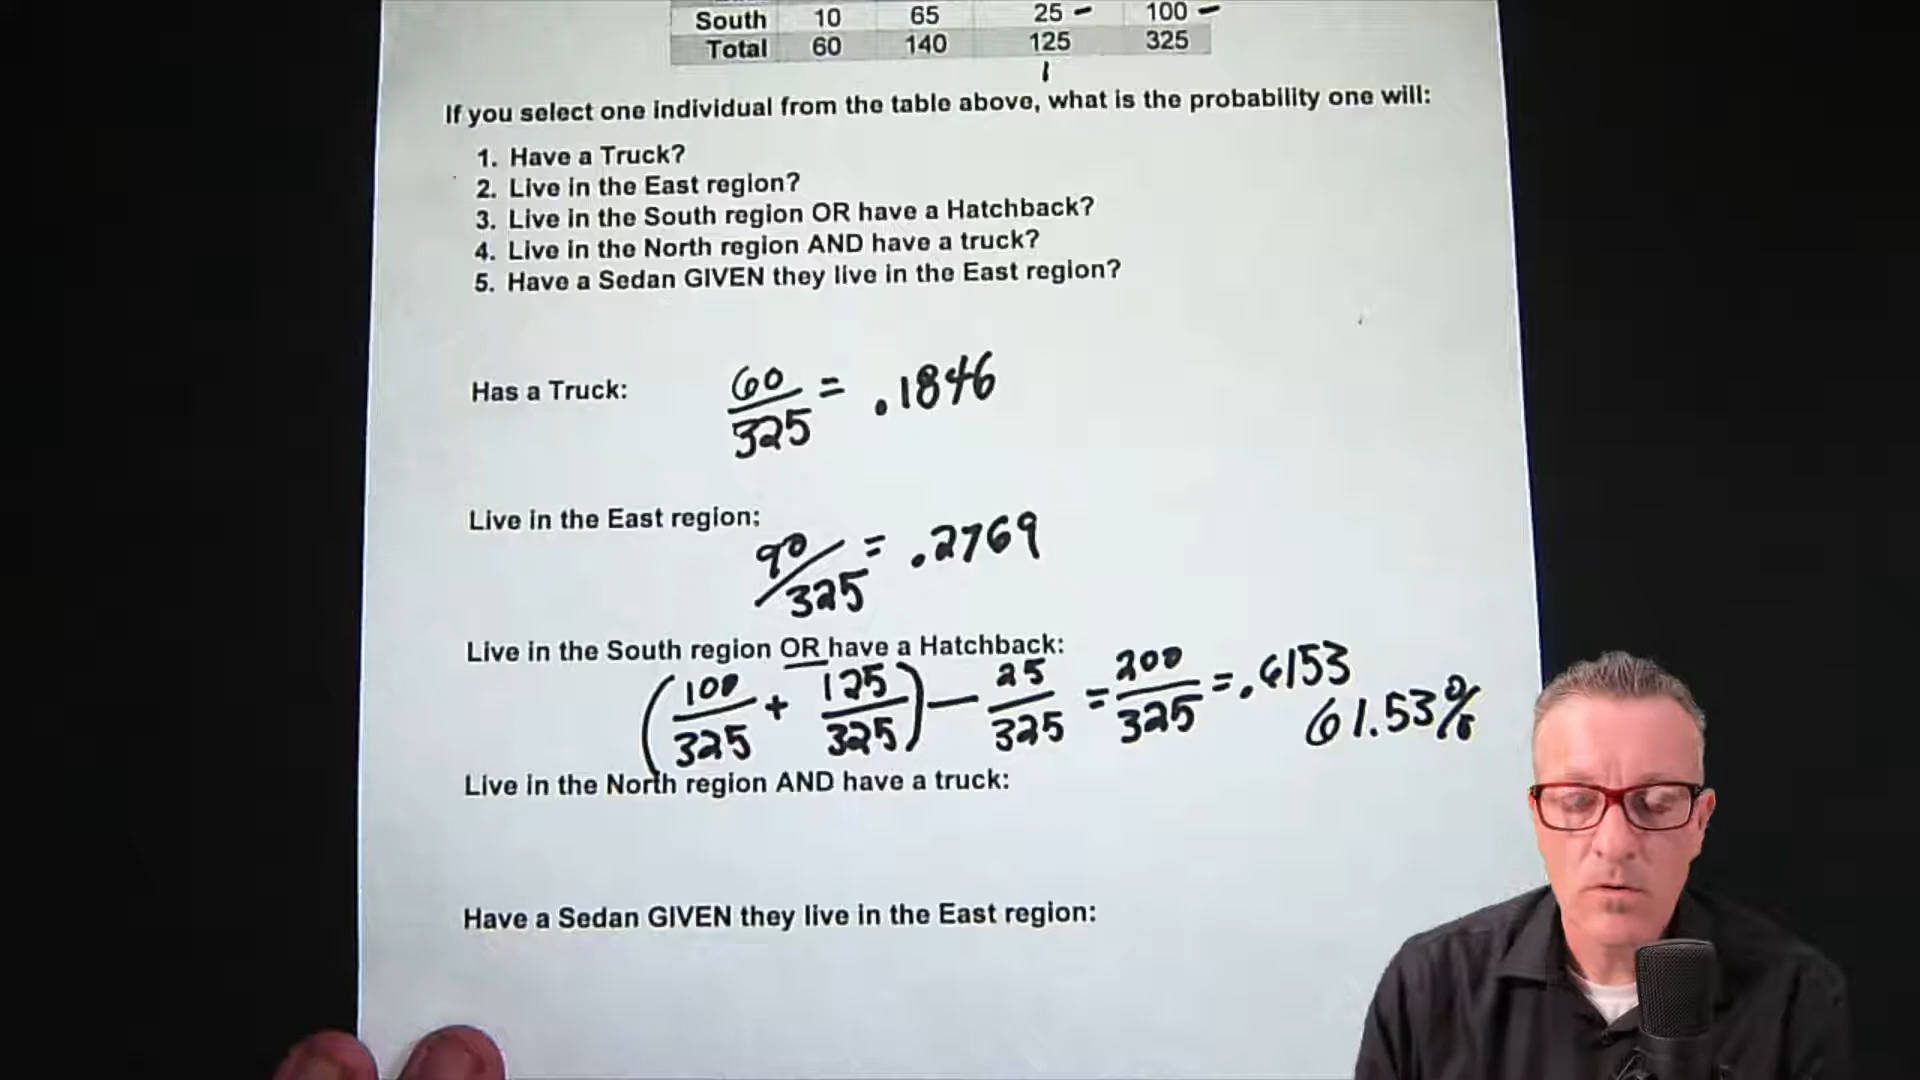 South 10 65 25 – 100 –
Total 60 140 125 325
If you select one individual from the table above, what is the probability one will:
1. Have a Truck?
2. Live in the East region?
3. Live in the South region OR have a Hatchback?
4. Live in the North region AND have a truck?
5. Have a Sedan GIVEN they live in the East region?
Has a Truck: 60/325 = .1846
Live in the East region:
90/325 = .2769
Live in the South region OR have a Hatchback:
(100/325 + 125/325) – 25/325 = 200/325 = .6153
61.53%
Live in the North region AND have a truck:
Have a Sedan GIVEN they live in the East region: